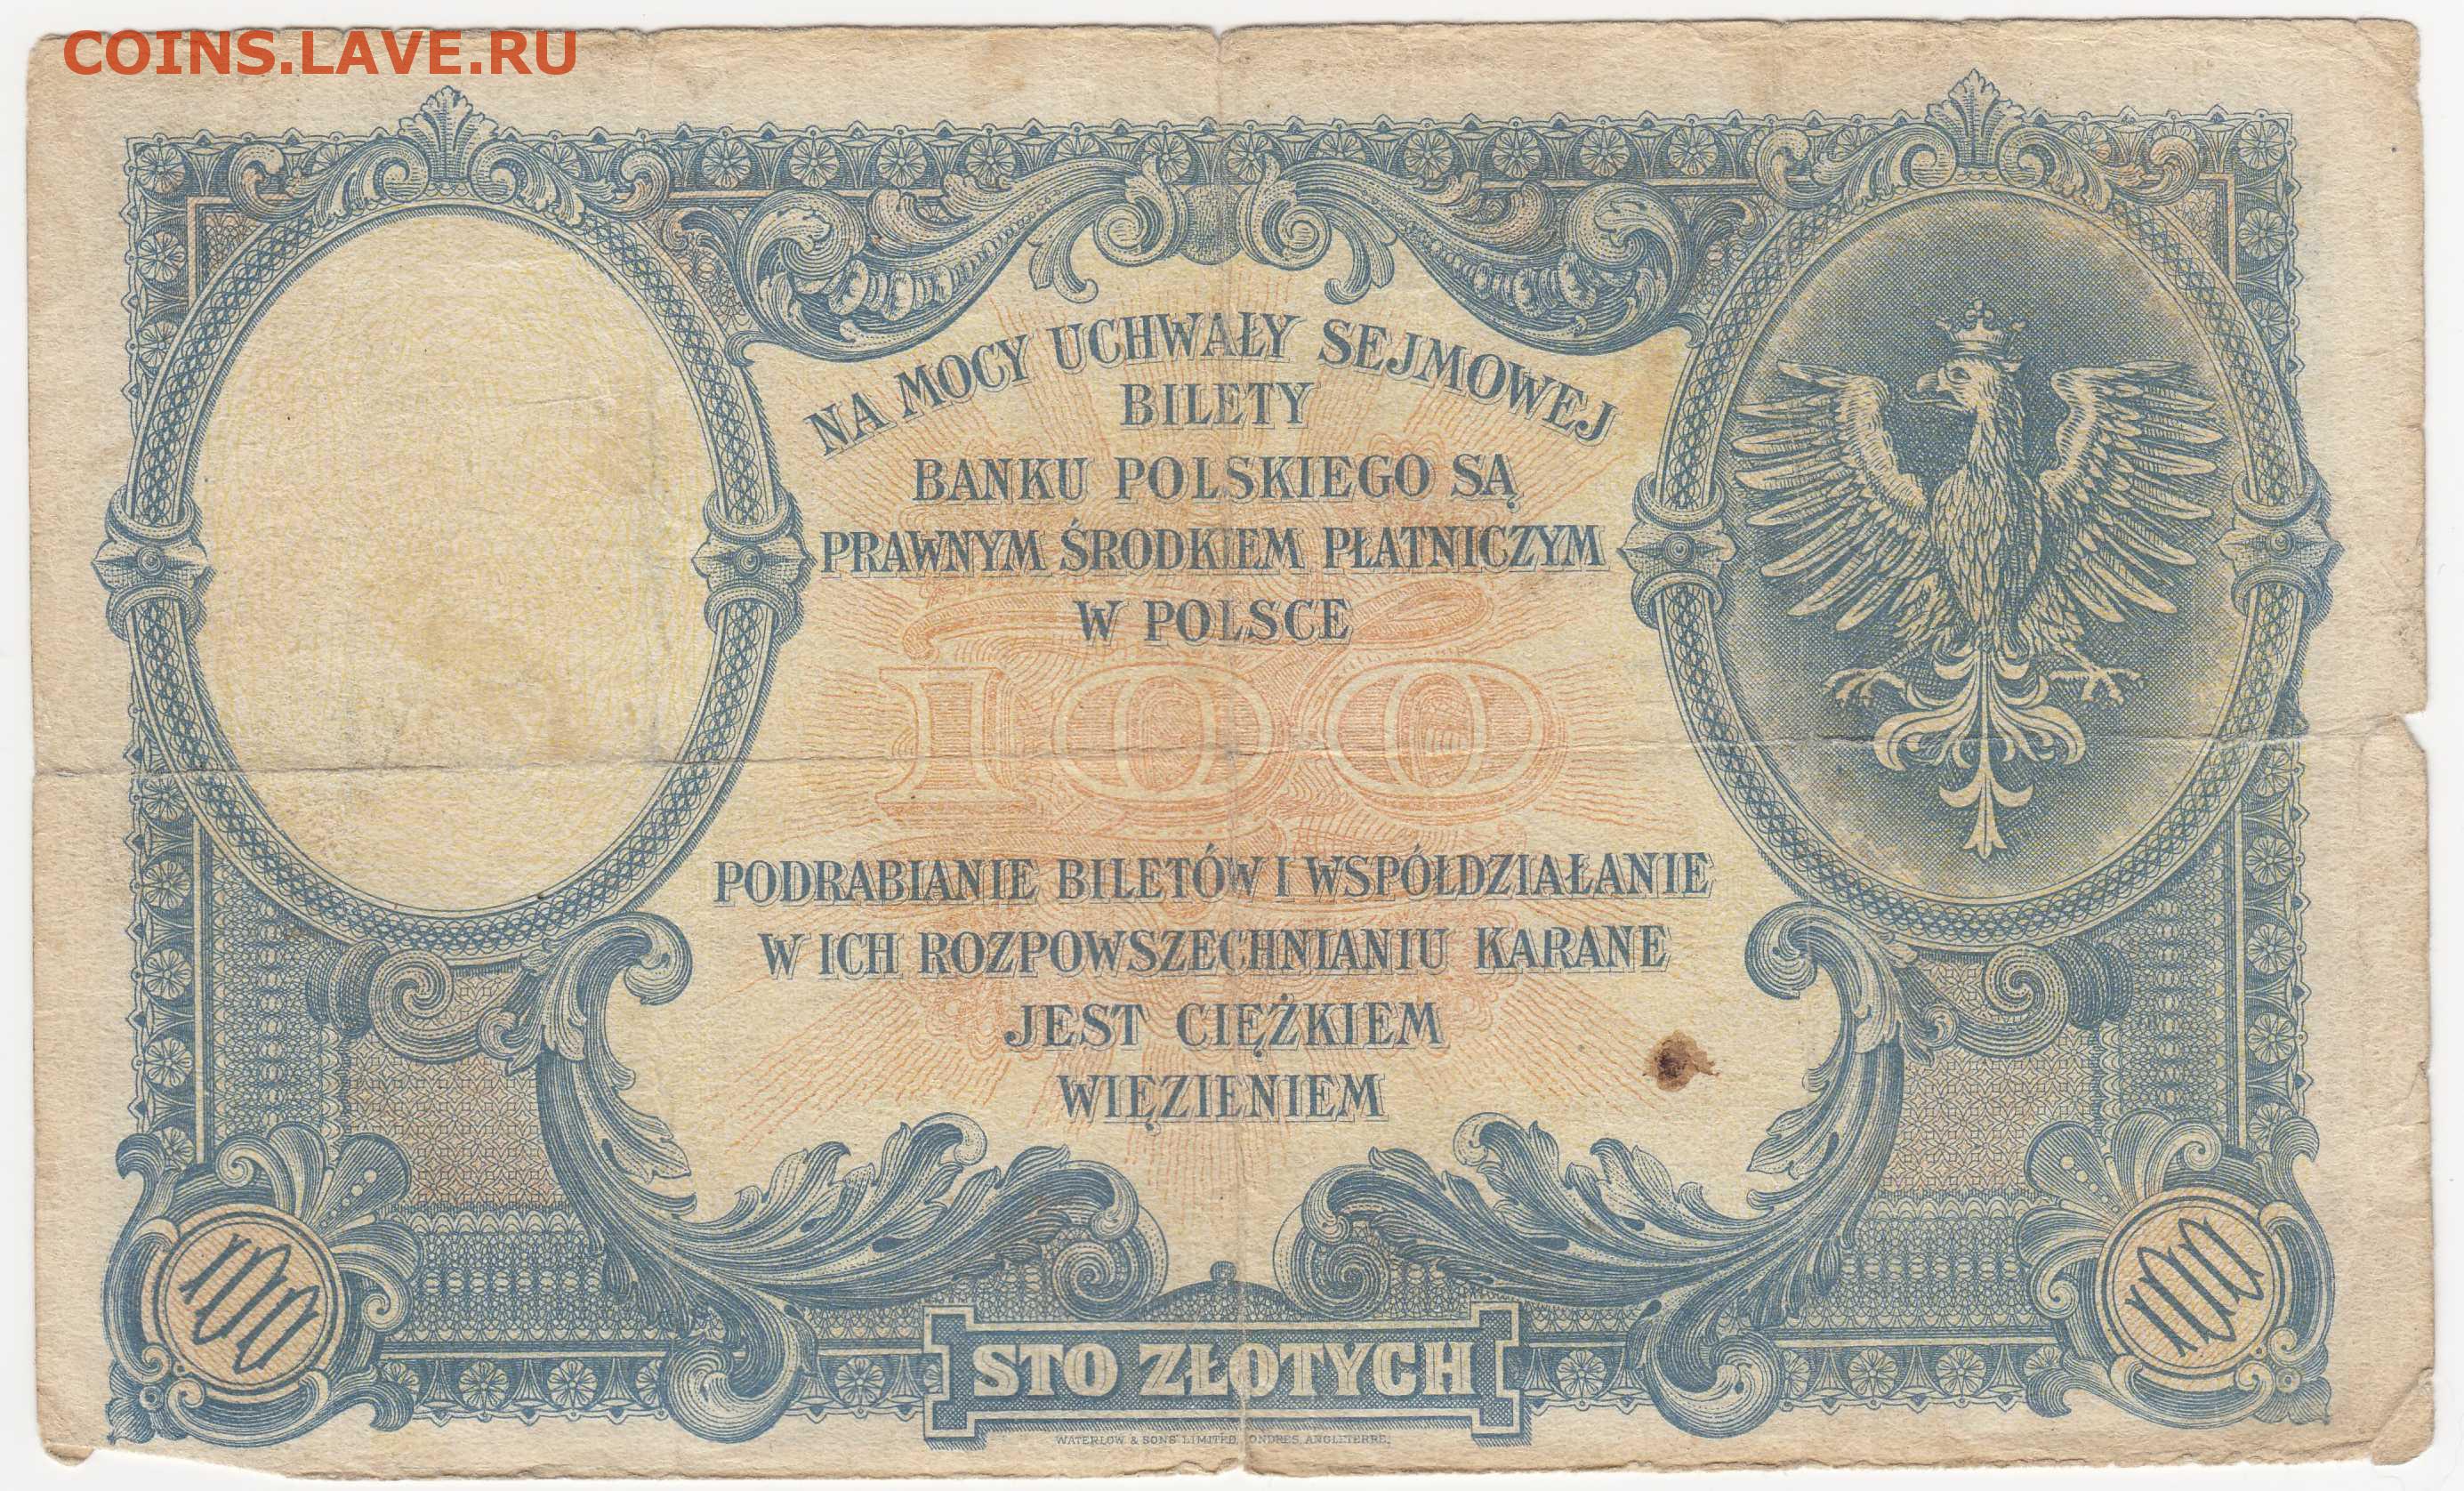 COINS.LAVE.RU
NA MOCY UCHWAŁY SEJMOWEJ
BILETY
BANKU POLSKIEGO SĄ
PRAWNYM ŚRODKIEM PŁATNICZYM
W POLSCE
100
PODRABIANIE BILETÓW I WSPÓŁDZIAŁANIE
W ICH ROZPOWSZECHNIANIU KARANE
JEST CIĘŻKIEM
WIĘZIENIEM
100
100
STO ZŁOTYCH
WATERLOW & SONS LIMITED, LONDRES, ANGLETERRE.